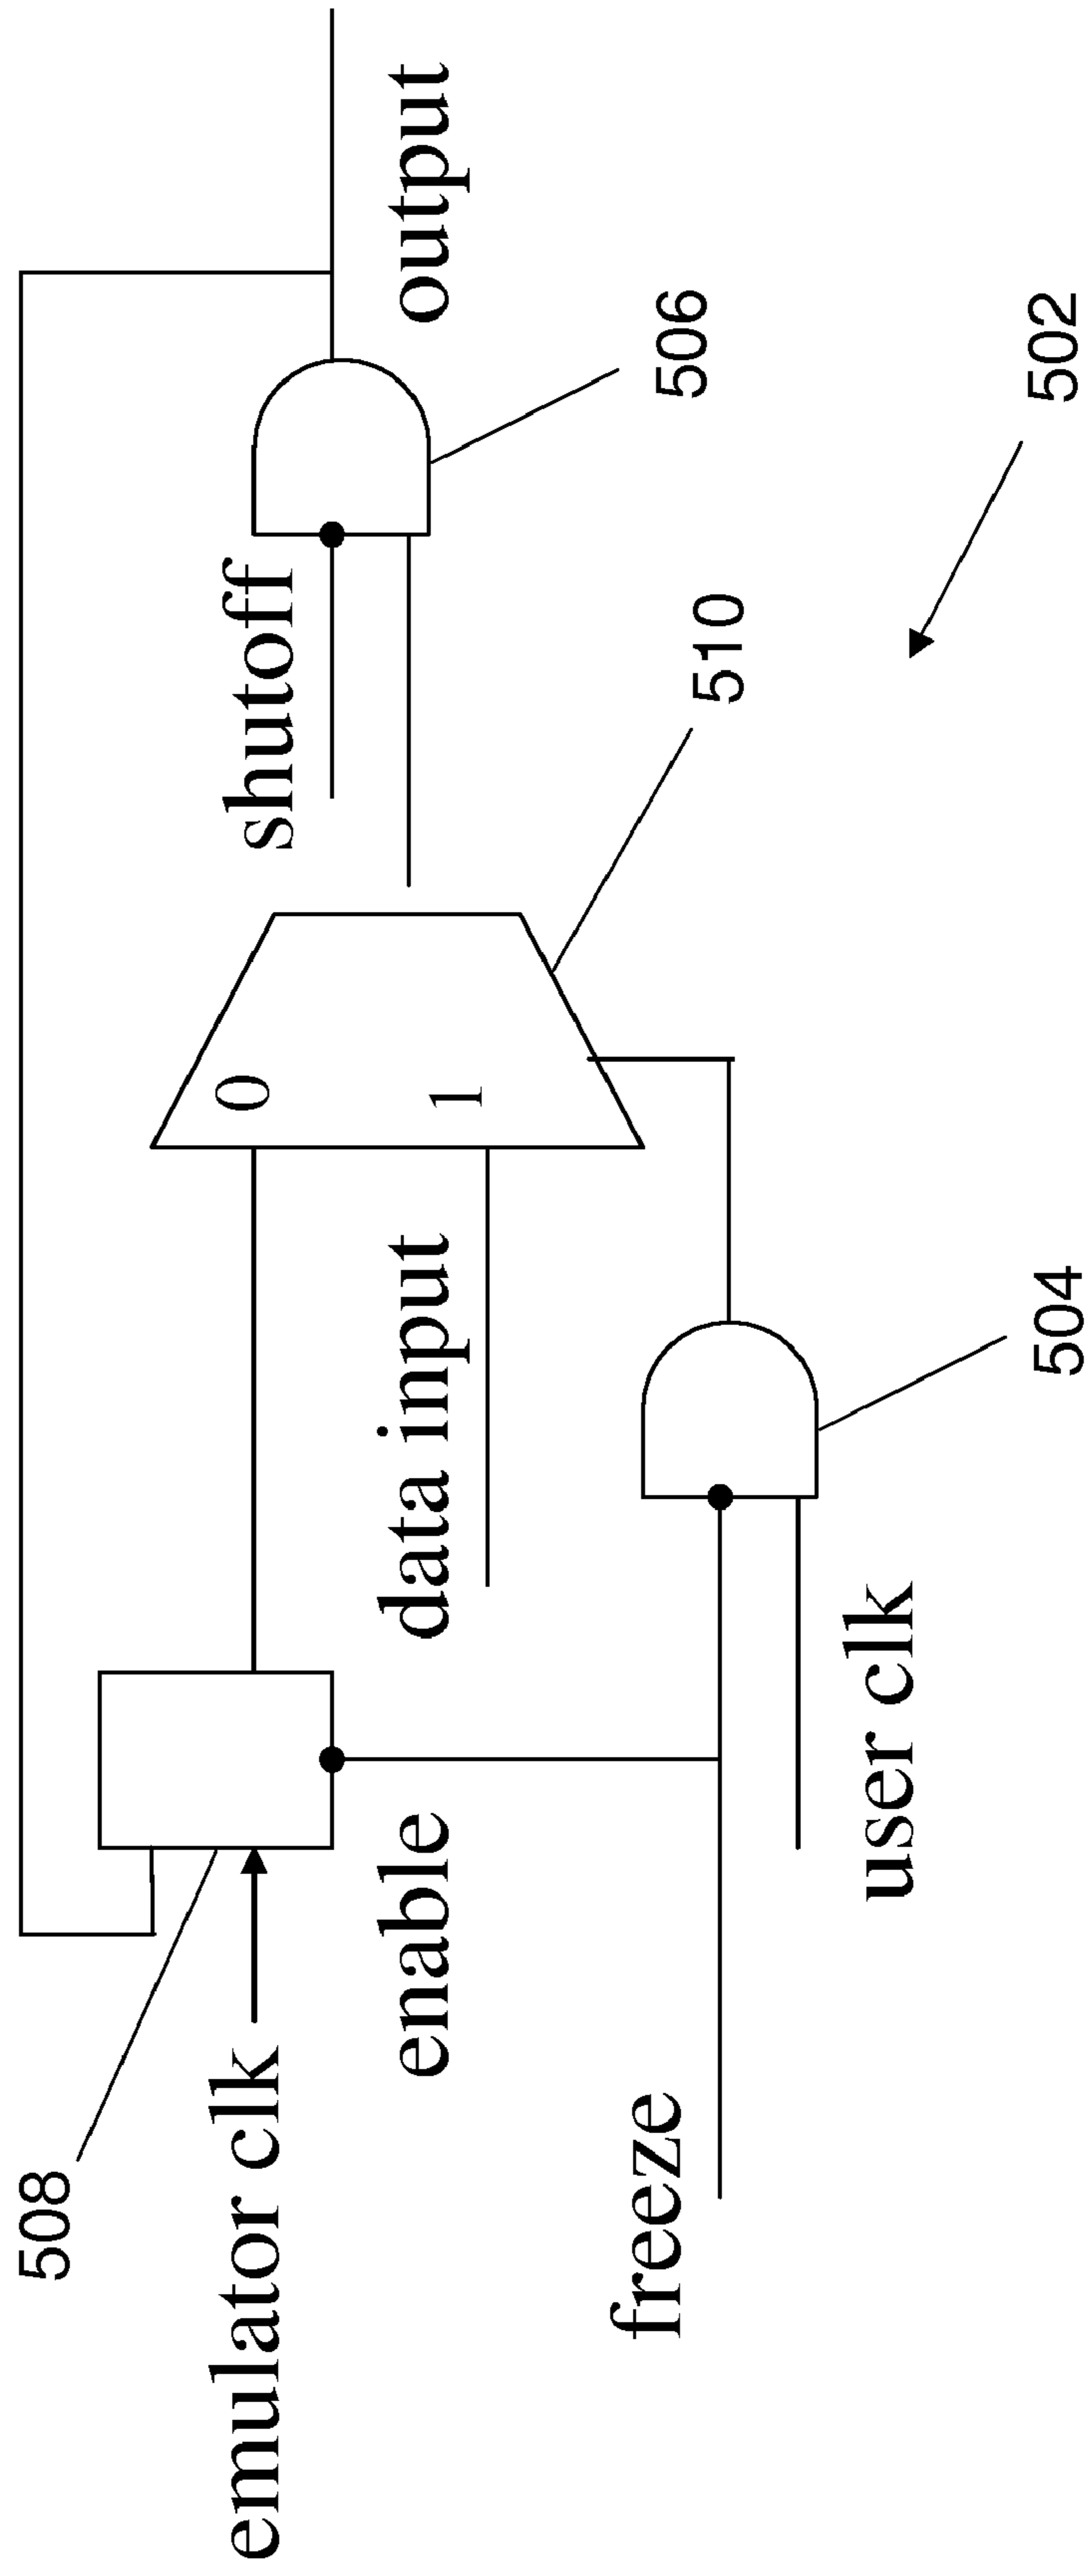 508
emulator clk
enable
freeze
user clk
data input
0
1
504
510
shutoff
506
output
502